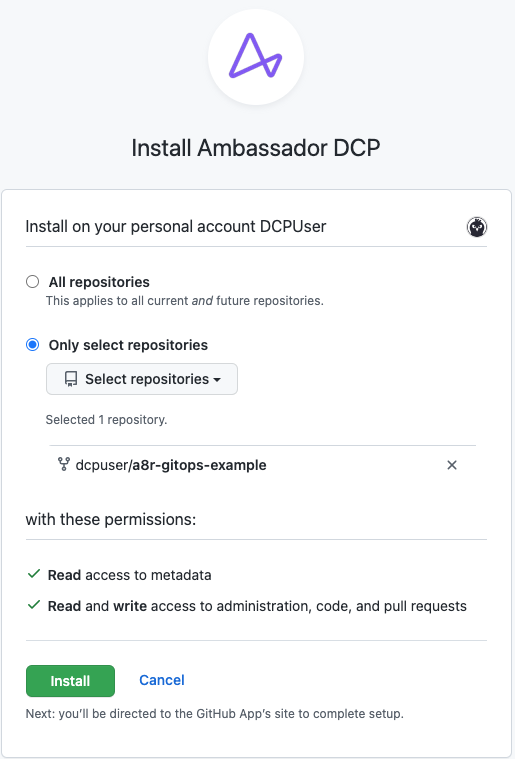 Install Ambassador DCP
Install on your personal account DCPUser
All repositories
This applies to all current and future repositories.
Only select repositories
Select repositories
Selected 1 repository.
dcpuser/a8r-gitops-example
with these permissions:
Read access to metadata
Read and write access to administration, code, and pull requests
Install Cancel
Next: you’ll be directed to the GitHub App’s site to complete setup.